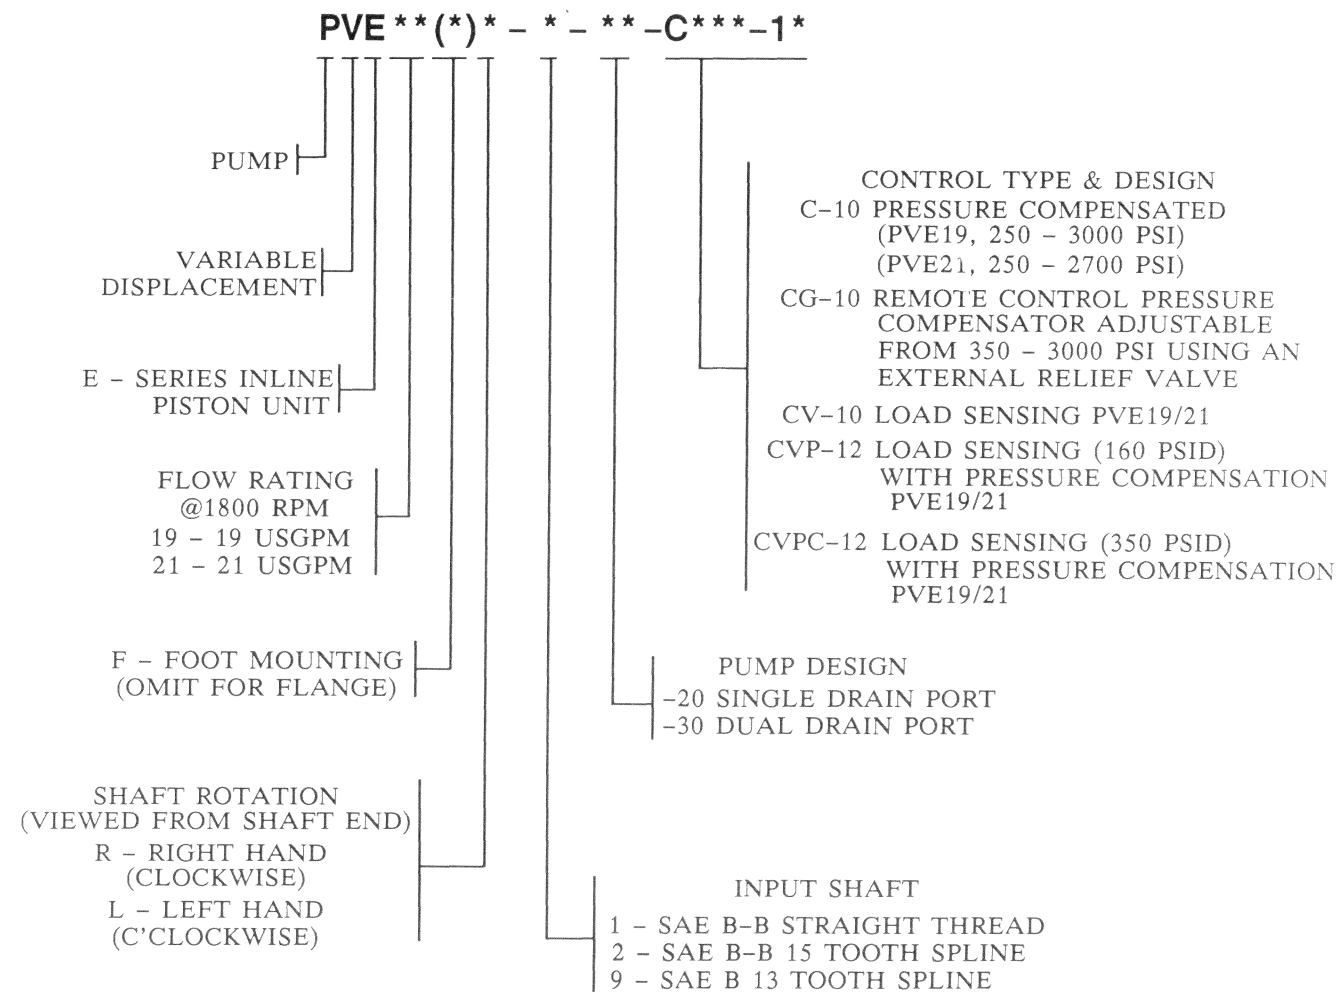 PVE**(*)*-*-**-C***-1*
PUMP
VARIABLE
DISPLACEMENT
E - SERIES INLINE
PISTON UNIT
FLOW RATING
@1800 RPM
19 - 19 USGPM
21 - 21 USGPM
F - FOOT MOUNTING
(OMIT FOR FLANGE)
SHAFT ROTATION
(VIEWED FROM SHAFT END)
R - RIGHT HAND
(CLOCKWISE)
L - LEFT HAND
(C'CLOCKWISE)
INPUT SHAFT
1 - SAE B-B STRAIGHT THREAD
2 - SAE B-B 15 TOOTH SPLINE
9 - SAE B 13 TOOTH SPLINE
PUMP DESIGN
-20 SINGLE DRAIN PORT
-30 DUAL DRAIN PORT
CONTROL TYPE & DESIGN
C-10 PRESSURE COMPENSATED
(PVE19, 250 - 3000 PSI)
(PVE21, 250 - 2700 PSI)
CG-10 REMOTE CONTROL PRESSURE
COMPENSATOR ADJUSTABLE
FROM 350 - 3000 PSI USING AN
EXTERNAL RELIEF VALVE
CV-10 LOAD SENSING PVE19/21
CVP-12 LOAD SENSING (160 PSID)
WITH PRESSURE COMPENSATION
PVE19/21
CVPC-12 LOAD SENSING (350 PSID)
WITH PRESSURE COMPENSATION
PVE19/21